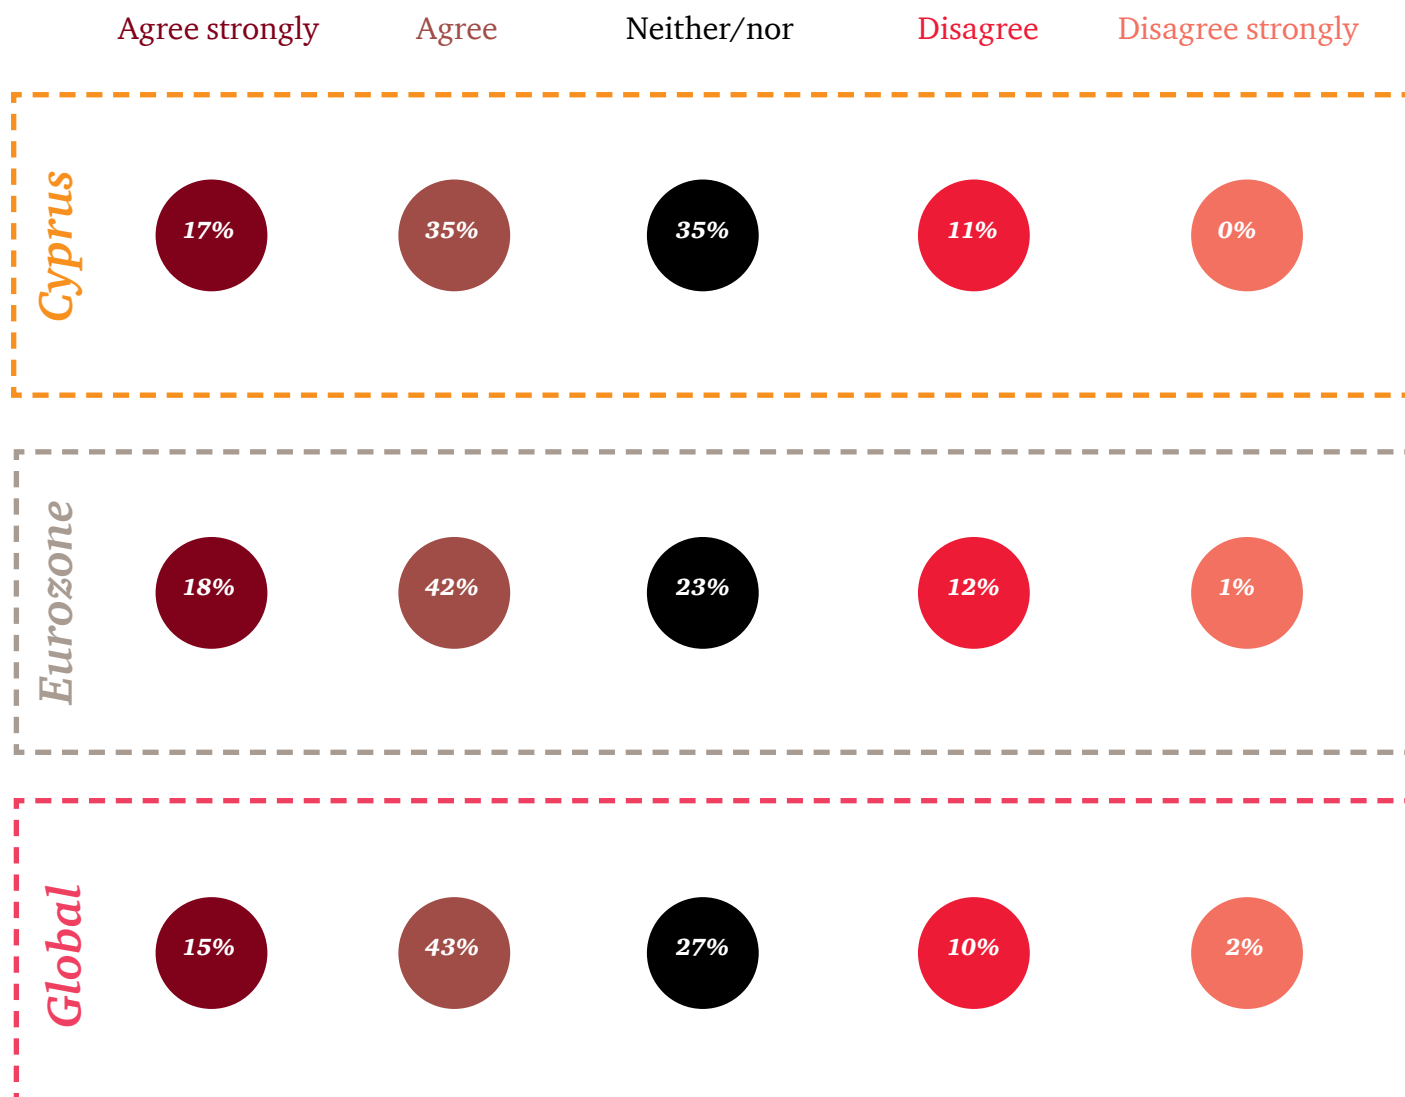 Agree strongly Agree Neither/nor Disagree Disagree strongly
Cyprus
17% 35% 35% 11% 0%
Eurozone
18% 42% 23% 12% 1%
Global
15% 43% 27% 10% 2%